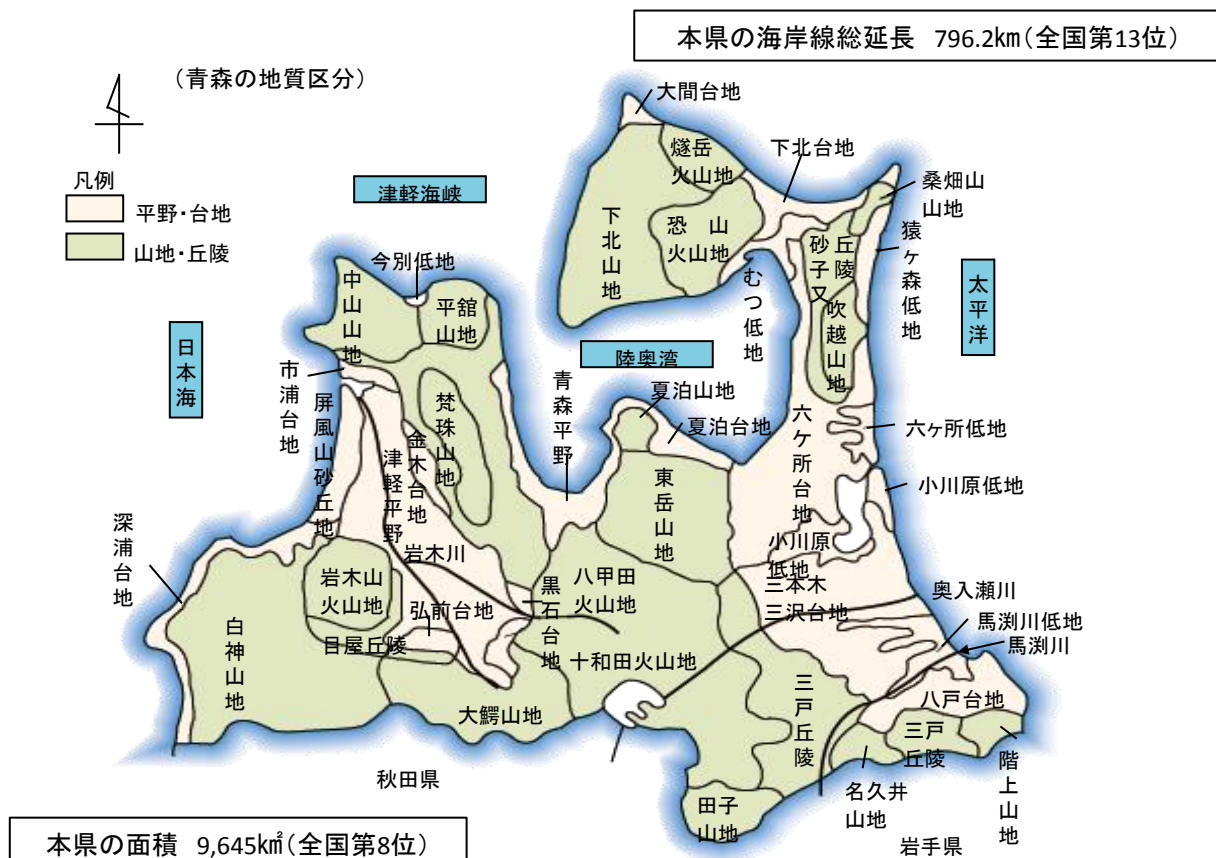 本県の海岸線総延長 796.2㎞(全国第13位)
(青森の地質区分)
凡例
平野・台地
山地・丘陵
津軽海峡
日本海
陸奥湾
太平洋
大間台地
燧岳
火山地
下北台地
桑畑山
山地
下北山地
恐 山
火山地
砂子又
丘陵
猿ヶ森低地
むつ低地
吹越山地
今別低地
中山山地
平舘
山地
市浦台地
屏風山砂丘地
津軽平野
金木台地
梵珠山地
青森平野
夏泊山地
夏泊台地
六ケ所台地
六ヶ所低地
小川原低地
東岳山地
小川原
低地
深浦台地
岩木川
岩木山
火山地
弘前台地
黒石台地
八甲田
火山地
三本木
三沢台地
奥入瀬川
馬渕川低地
馬渕川
白神山地
目屋丘陵
十和田火山地
大鰐山地
三戸丘陵
八戸台地
三戸
丘陵
階上山地
名久井
山地
田子
山地
秋田県
岩手県
本県の面積 9,645㎢(全国第8位)